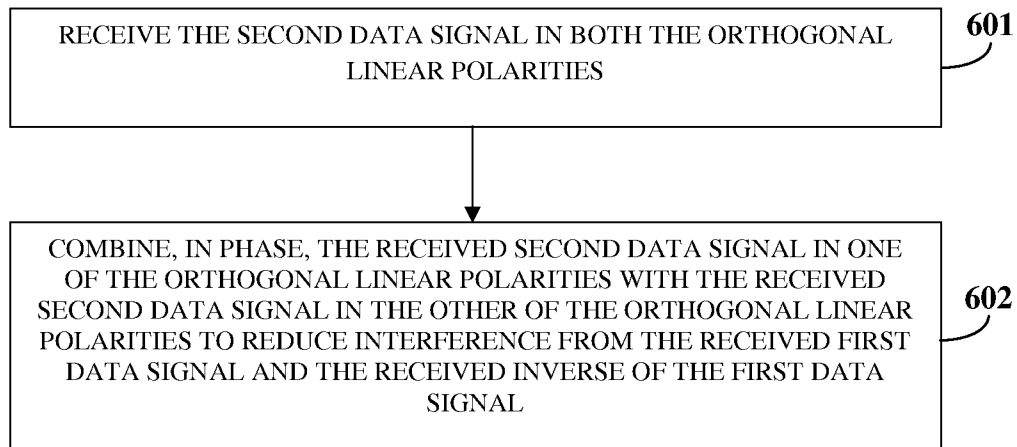 RECEIVE THE SECOND DATA SIGNAL IN BOTH THE ORTHOGONAL
LINEAR POLARITIES
601
COMBINE, IN PHASE, THE RECEIVED SECOND DATA SIGNAL IN ONE
OF THE ORTHOGONAL LINEAR POLARITIES WITH THE RECEIVED
SECOND DATA SIGNAL IN THE OTHER OF THE ORTHOGONAL LINEAR
POLARITIES TO REDUCE INTERFERENCE FROM THE RECEIVED FIRST
DATA SIGNAL AND THE RECEIVED INVERSE OF THE FIRST DATA
SIGNAL
602